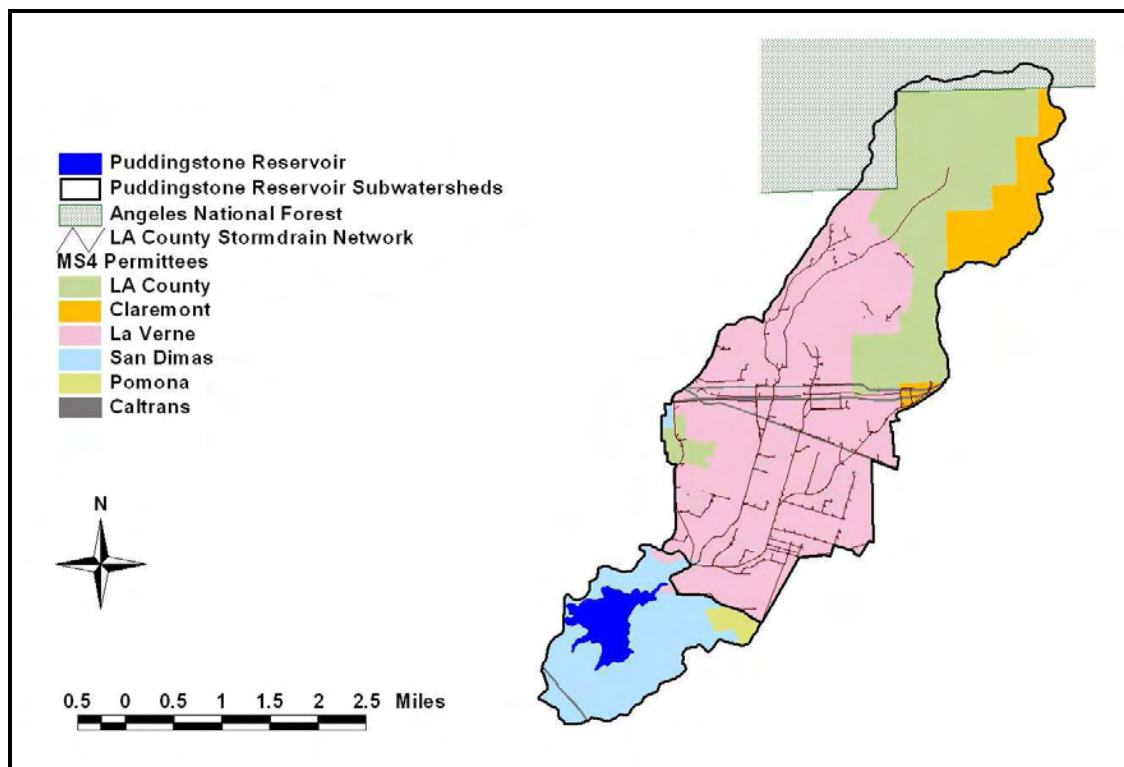 Puddingstone Reservoir
Puddingstone Reservoir Subwatersheds
Angeles National Forest
LA County Stormdrain Network
MS4 Permittees
LA County
Claremont
La Verne
San Dimas
Pomona
Caltrans
N
0.5 0 0.5 1 1.5 2 2.5 Miles